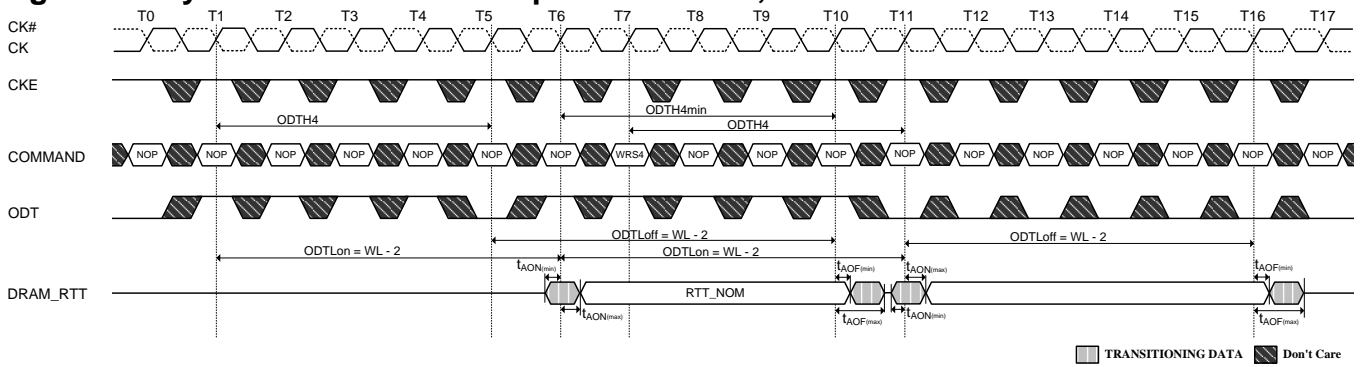 T0 T1 T2 T3 T4 T5 T6 T7 T8 T9 T10 T11 T12 T13 T14 T15 T16 T17
CK#
CK
CKE
ODTH4min
ODTH4
ODTH4
COMMAND NOP NOP NOP NOP NOP NOP NOP WRS4 NOP NOP NOP NOP NOP NOP NOP NOP NOP NOP
ODT
ODTLoff = WL - 2 ODTLoff = WL - 2
ODTLon = WL - 2 ODTLon = WL - 2
tAON(min) tAOF(min) tAON(max) tAOF(min)
DRAM_RTT RTT_NOM
tAON(max) tAOF(max) tAON(min) tAOF(max)
TRANSITIONING DATA Don't Care